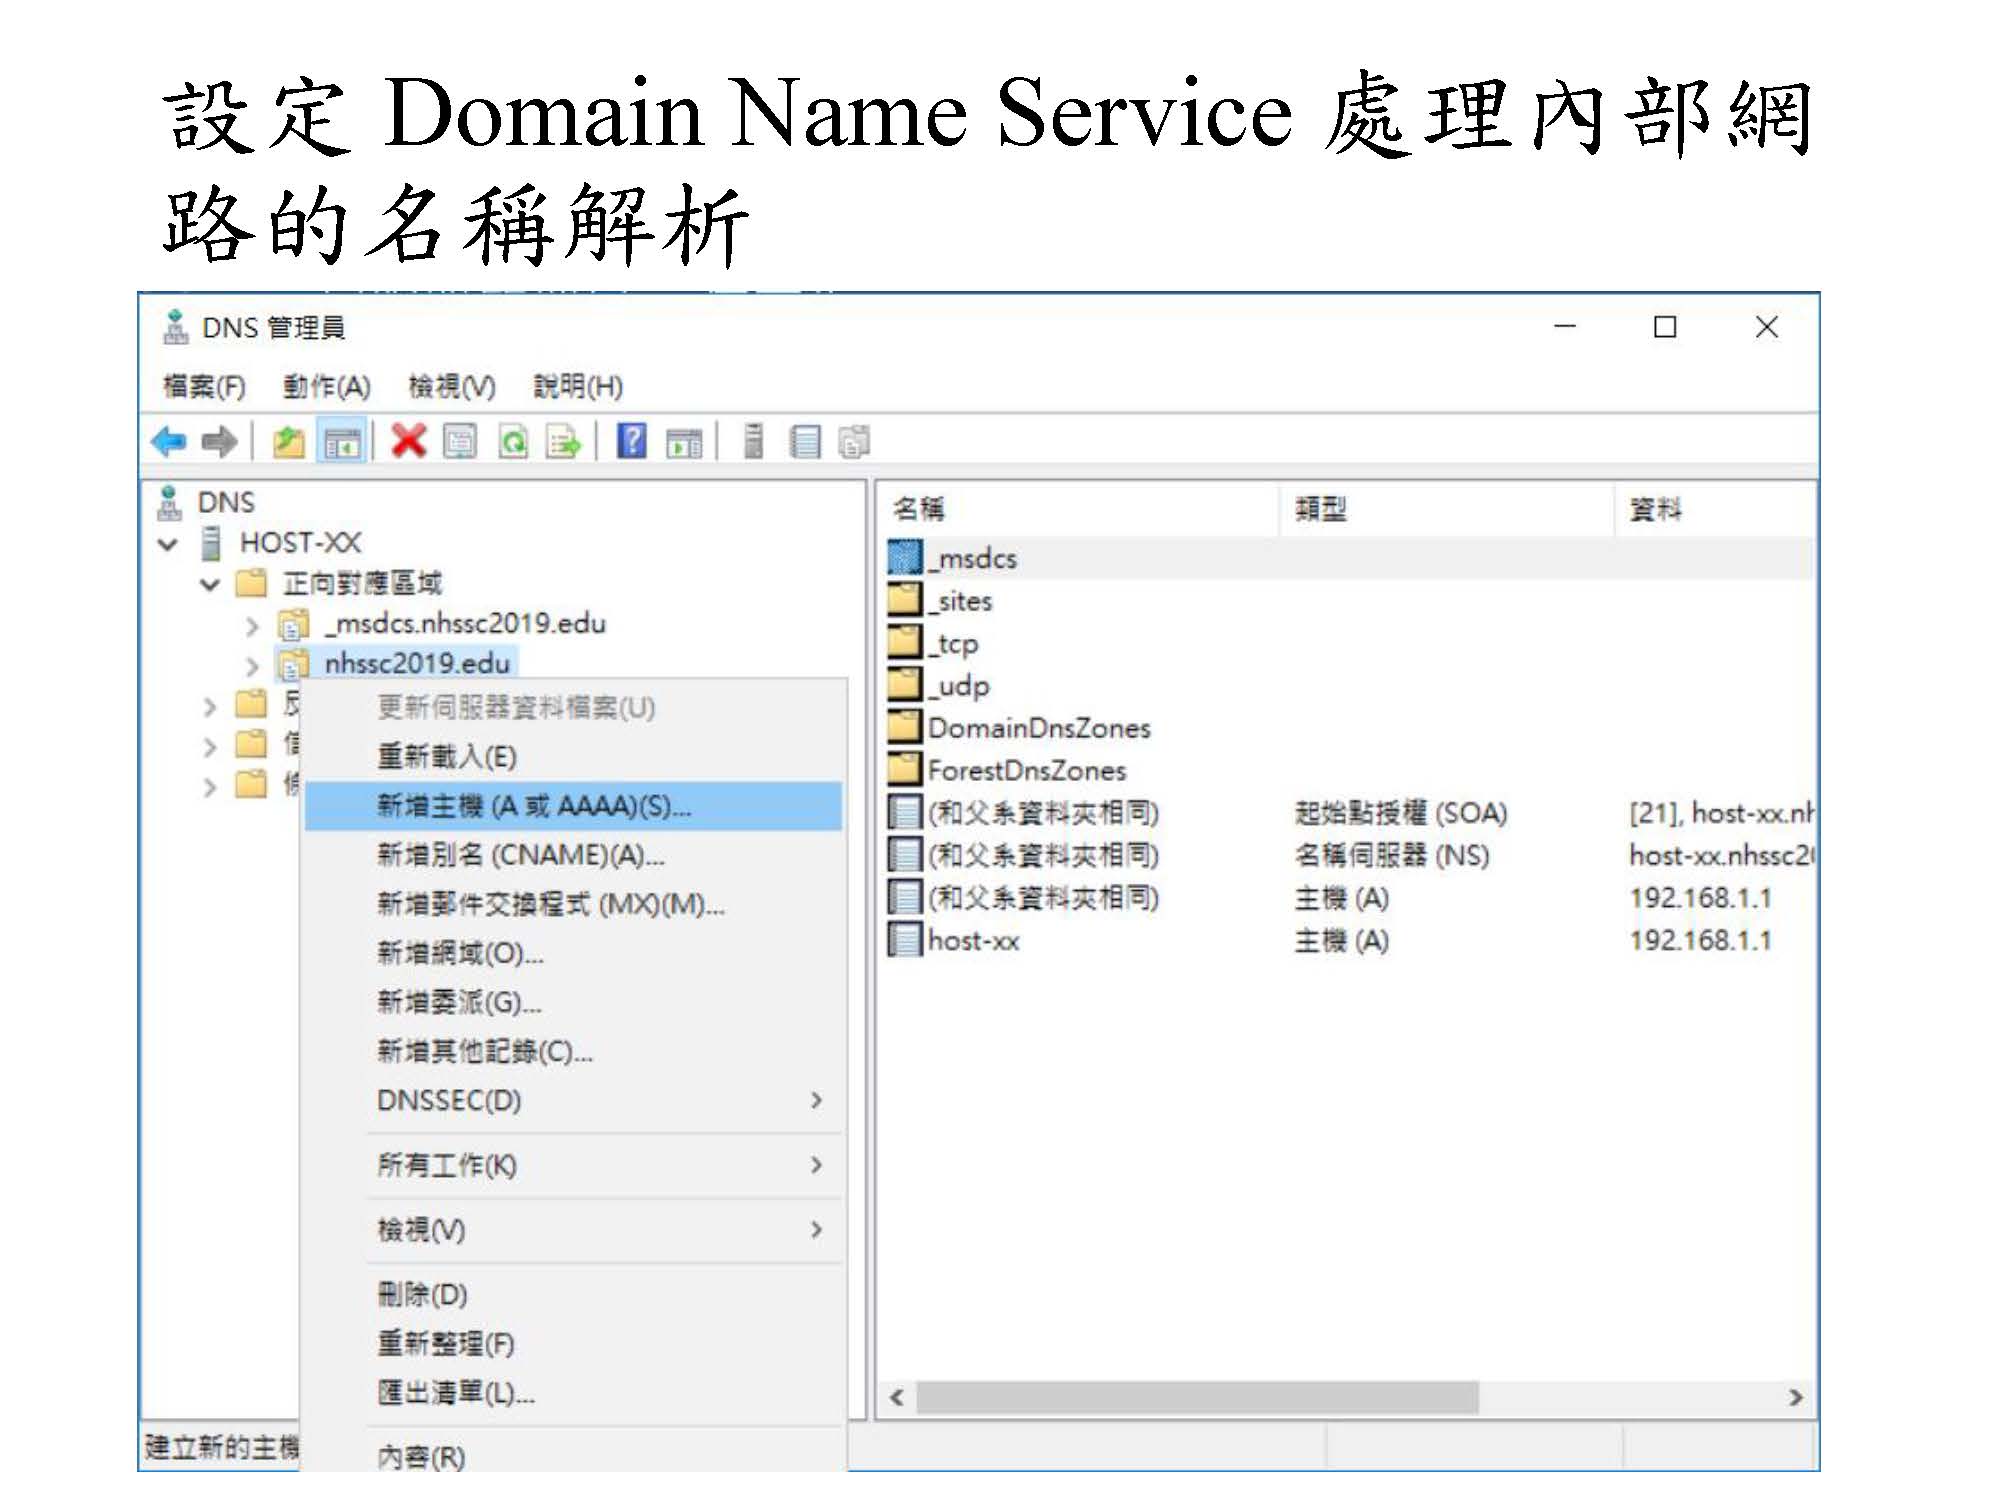 設定 Domain Name Service 處理內部網
路的名稱解析
DNS 管理員
檔案(F) 動作(A) 檢視(V) 說明(H)
DNS
HOST-XX
正向對應區域
_msdcs.nhssc2019.edu
nhssc2019.edu
更新伺服器資料檔案(U)
重新載入(E)
新增主機 (A 或 AAAA)(S)...
新增別名 (CNAME)(A)...
新增郵件交換程式 (MX)(M)...
新增網域(O)...
新增委派(G)...
新增其他記錄(C)...
DNSSEC(D)
所有工作(K)
檢視(V)
刪除(D)
重新整理(F)
匯出清單(L)...
內容(R)
名稱 類型 資料
_msdcs
_sites
_tcp
_udp
DomainDnsZones
ForestDnsZones
(和父系資料夾相同) 起始點授權 (SOA) [21], host-xx.nh
(和父系資料夾相同) 名稱伺服器 (NS) host-xx.nhssc2
(和父系資料夾相同) 主機 (A) 192.168.1.1
host-xx 主機 (A) 192.168.1.1
建立新的主機